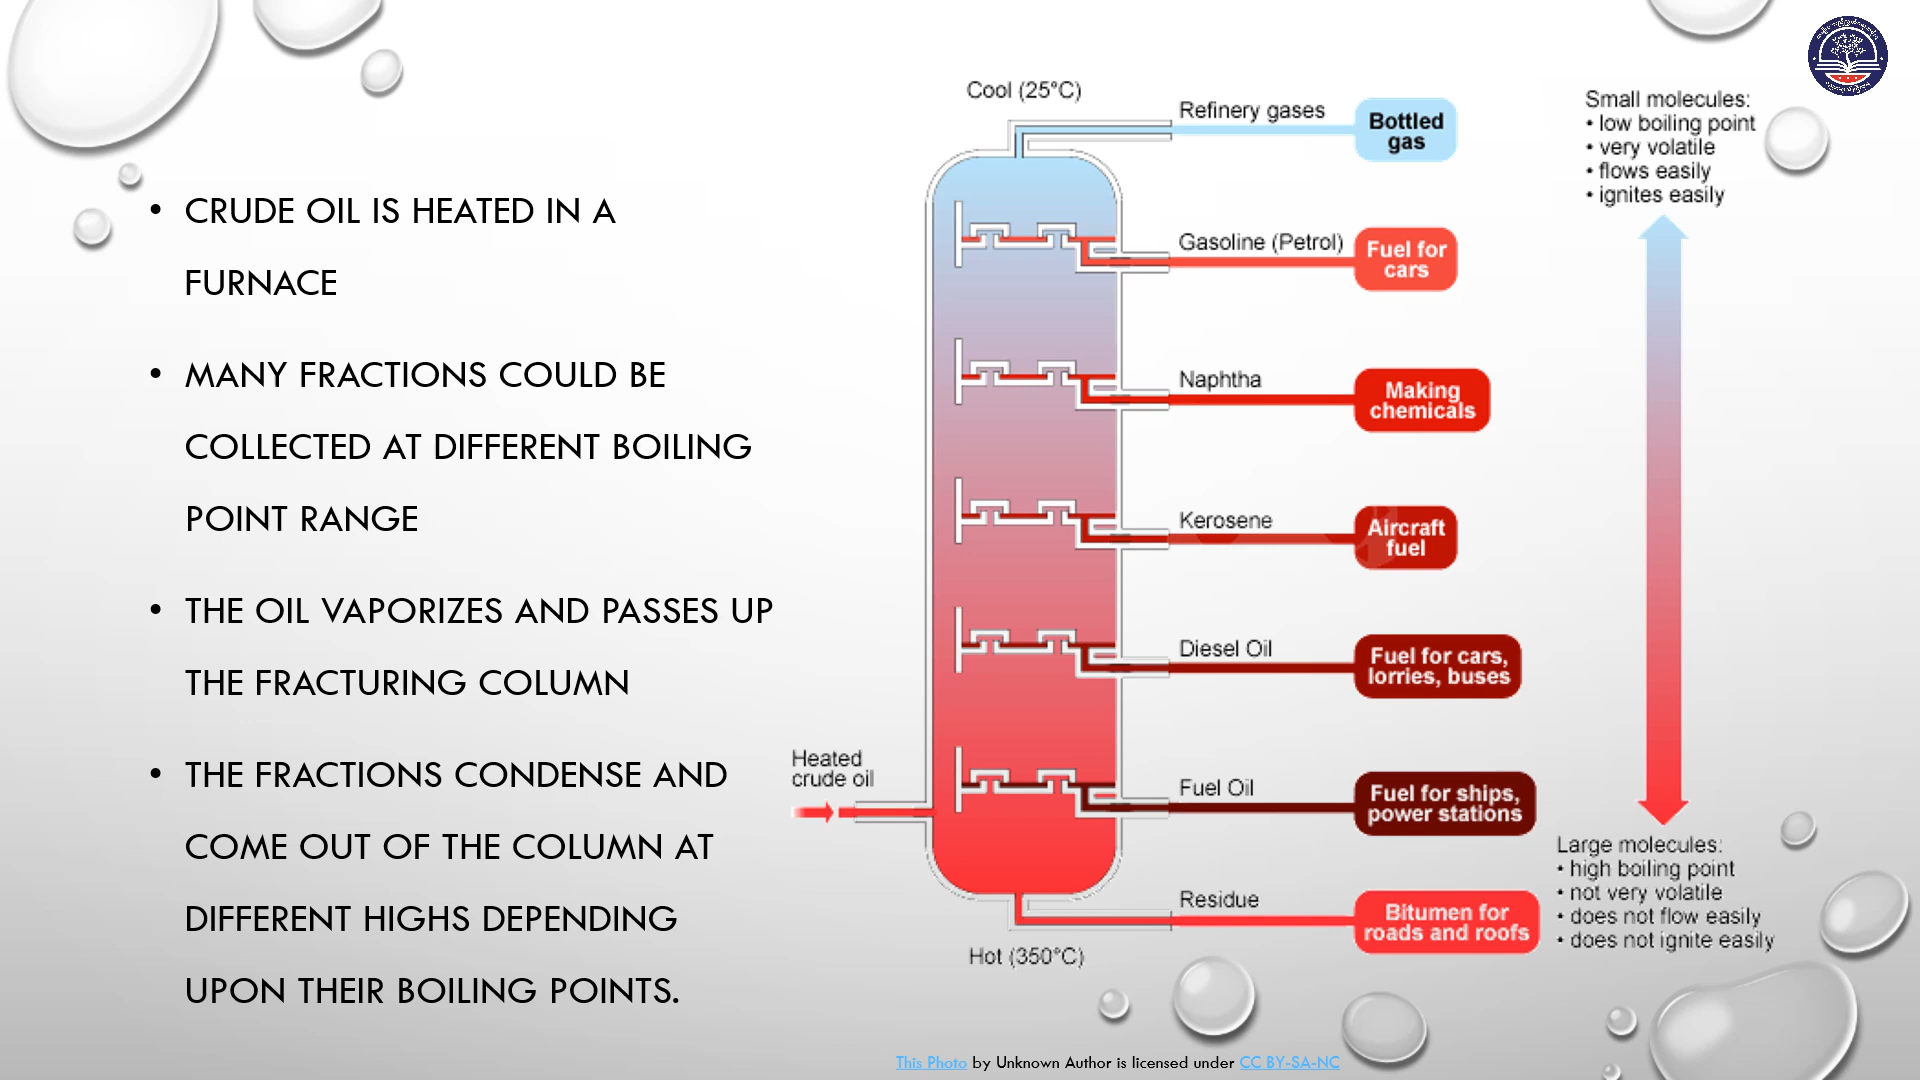 • CRUDE OIL IS HEATED IN A
FURNACE
• MANY FRACTIONS COULD BE
COLLECTED AT DIFFERENT BOILING
POINT RANGE
• THE OIL VAPORIZES AND PASSES UP
THE FRACTURING COLUMN
• THE FRACTIONS CONDENSE AND
COME OUT OF THE COLUMN AT
DIFFERENT HIGHS DEPENDING
UPON THEIR BOILING POINTS.
Cool (25°C)
Refinery gases
Bottled
gas
Gasoline (Petrol)
Fuel for
cars
Naphtha
Making
chemicals
Kerosene
Aircraft
fuel
Diesel Oil
Fuel for cars,
lorries, buses
Heated
crude oil
Fuel Oil
Fuel for ships,
power stations
Residue
Bitumen for
roads and roofs
Hot (350°C)
Small molecules:
• low boiling point
• very volatile
• flows easily
• ignites easily
Large molecules:
• high boiling point
• not very volatile
• does not flow easily
• does not ignite easily
This Photo by Unknown Author is licensed under CC BY-SA-NC